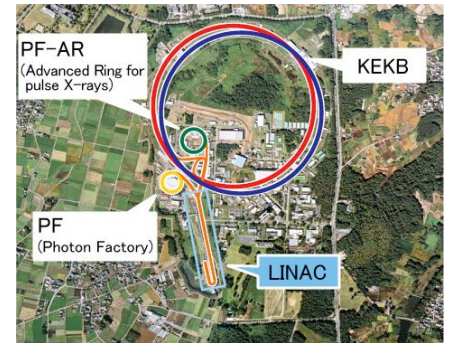 PF-AR
(Advanced Ring for
pulse X-rays)
KEKB
PF
(Photon Factory)
LINAC